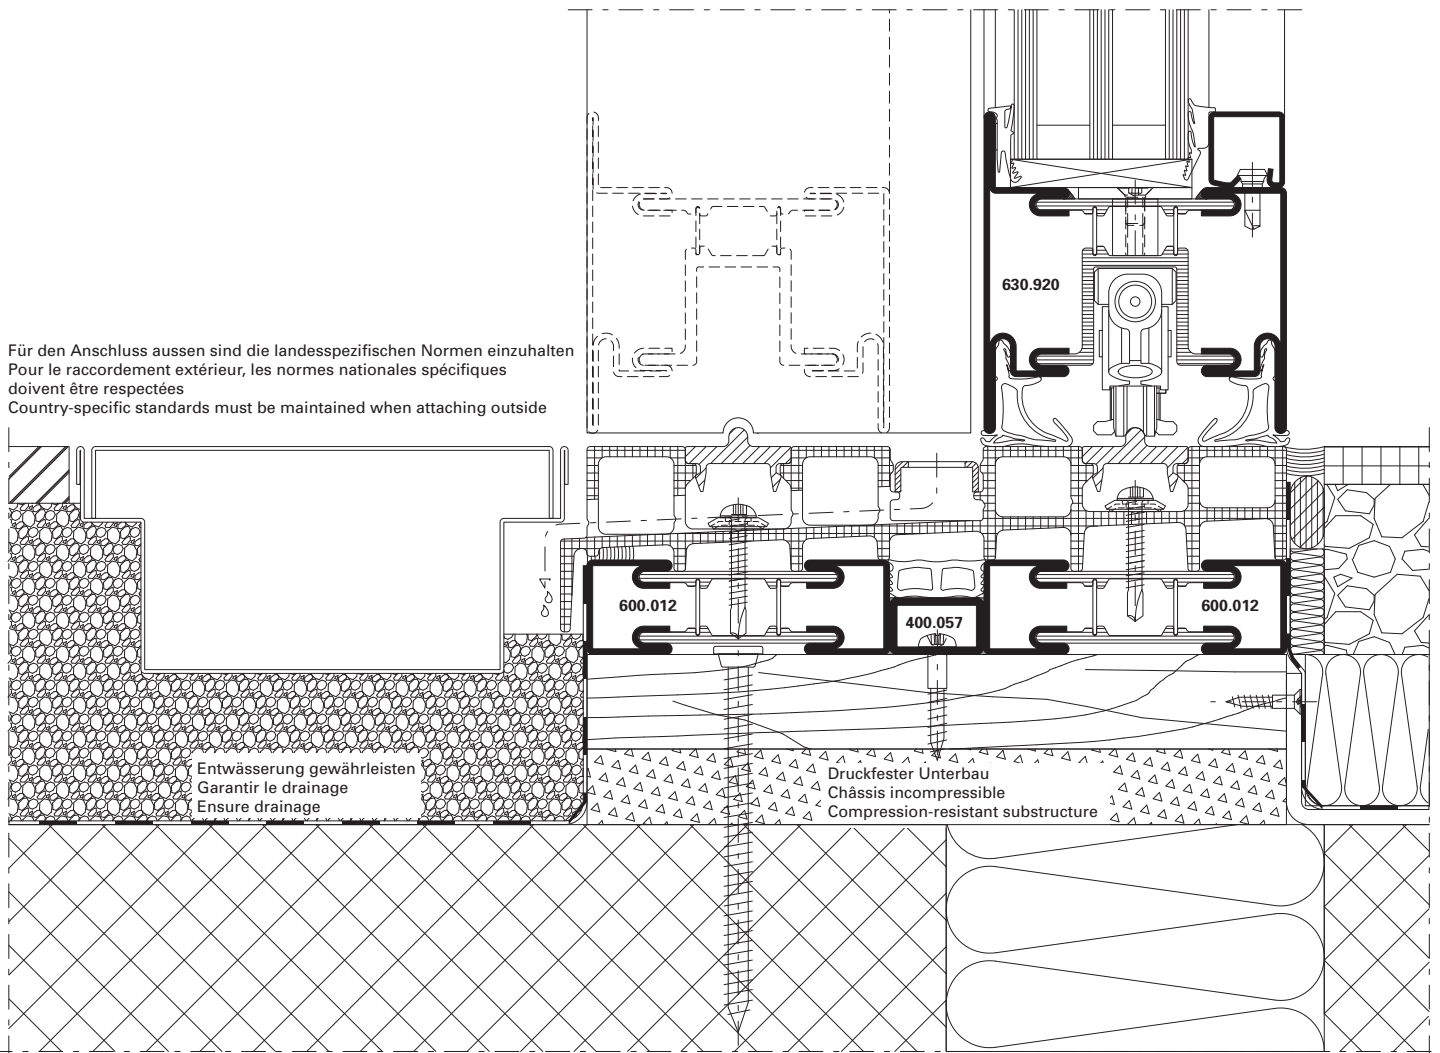 630.920
Für den Anschluss aussen sind die landesspezifischen Normen einzuhalten
Pour le raccordement extérieur, les normes nationales spécifiques
doivent être respectées
Country-specific standards must be maintained when attaching outside
600.012
400.057
600.012
Entwässerung gewährleisten
Garantir le drainage
Ensure drainage
Druckfester Unterbau
Châssis incompressible
Compression-resistant substructure